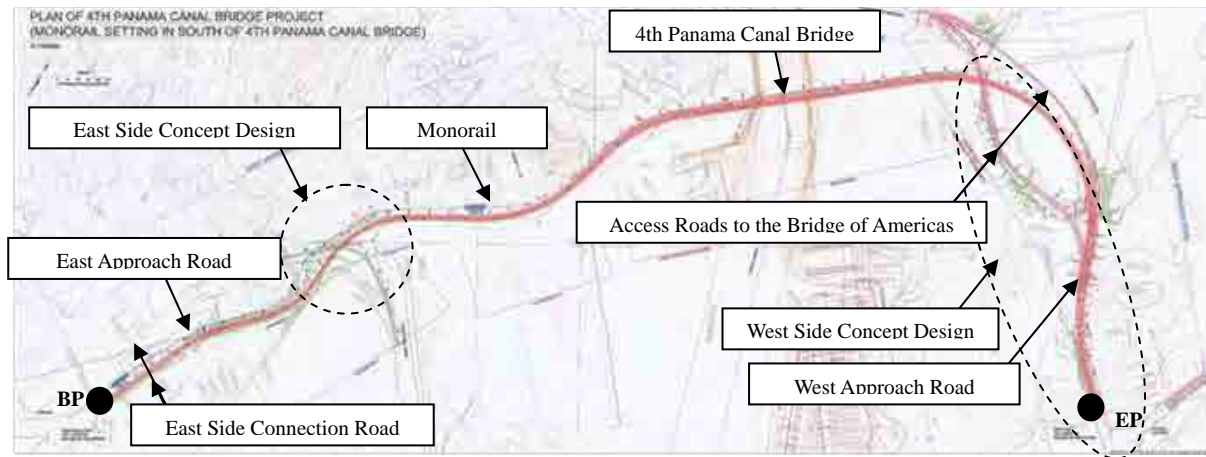 PLAN OF 4TH PANAMA CANAL BRIDGE PROJECT
(MONORAIL SETTING IN SOUTH OF 4TH PANAMA CANAL BRIDGE)
4th Panama Canal Bridge
East Side Concept Design
Monorail
Access Roads to the Bridge of Americas
East Approach Road
West Side Concept Design
West Approach Road
BP
EP
East Side Connection Road